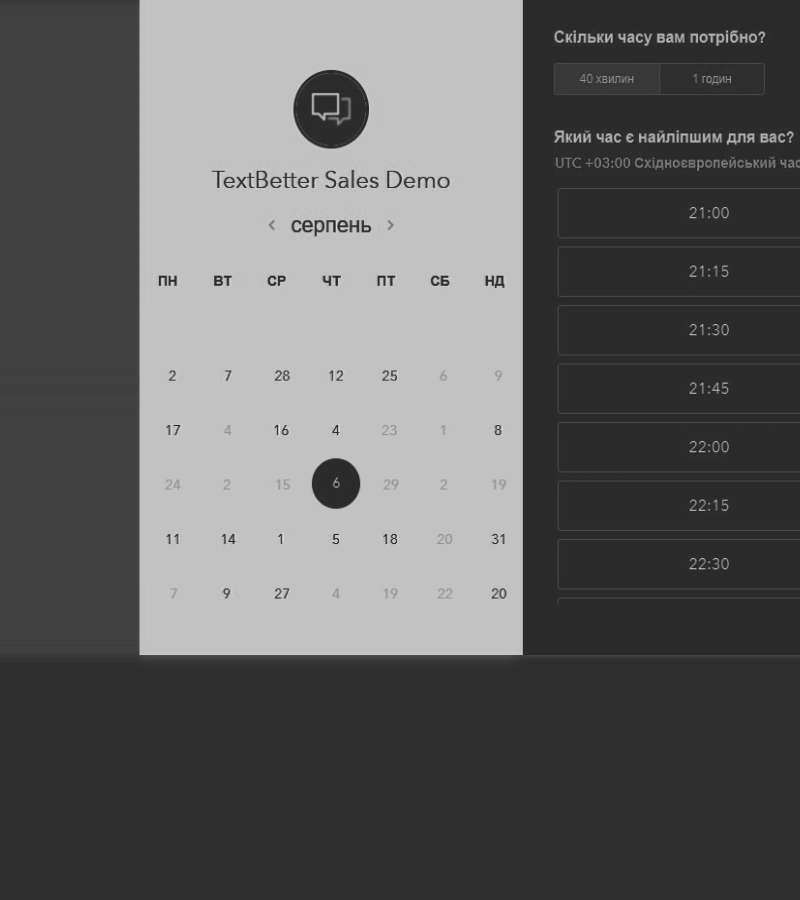 TextBetter Sales Demo
серпень
ПН ВТ СР ЧТ ПТ СБ НД
2 7 28 12 25 6 9
17 4 16 4 23 1 8
24 2 15 6 29 2 19
11 14 1 5 18 20 31
7 9 27 4 19 22 20
Скільки часу вам потрібно?
40 хвилин 1 годин
Який час є найліпшим для вас?
UTC +03:00 Східноєвропейський час
21:00
21:15
21:30
21:45
22:00
22:15
22:30